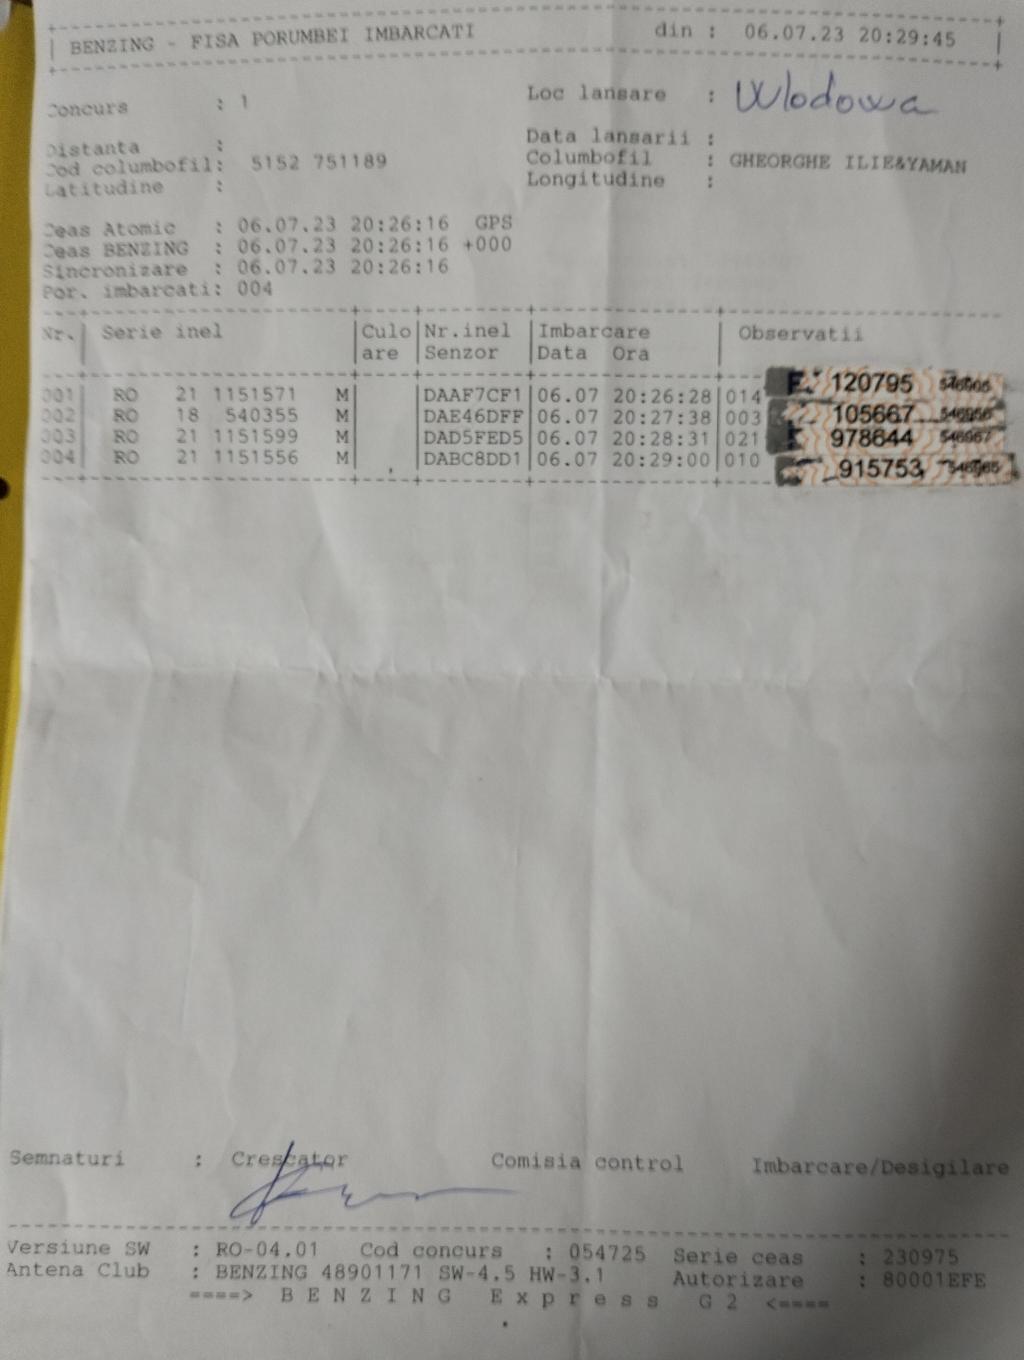 BENZING - FISA PORUMBEI IMBARCATI din : 06.07.23 20:29:45
Concurs : 1 Loc lansare : Wlodowa
Distanta : Data lansarii :
Cod columbofil: 5152 751189 Columbofil : GHEORGHE ILIE&YAMAN
Latitudine : Longitudine :
Ceas Atomic : 06.07.23 20:26:16 GPS
Ceas BENZING : 06.07.23 20:26:16 +000
Sincronizare : 06.07.23 20:26:16
Por. imbarcati: 004
Nr. Serie inel Culo Nr.inel Imbarcare Observatii
are Senzor Data Ora
001 RO 21 1151571 M DAAF7CF1 06.07 20:26:28 014 120795
002 RO 18 540355 M DAE46DFF 06.07 20:27:38 003 105667
003 RO 21 1151599 M DAD5FED5 06.07 20:28:31 021 978644
004 RO 21 1151556 M DABC8DD1 06.07 20:29:00 010 915753
Semnaturi : Crescator Comisia control Imbarcare/Desigilare
Versiune SW : RO-04.01 Cod concurs : 054725 Serie ceas : 230975
Antena Club : BENZING 48901171 SW-4.5 HW-3.1 Autorizare : 80001EFE
====> B E N Z I N G E x p r e s s G 2 <====